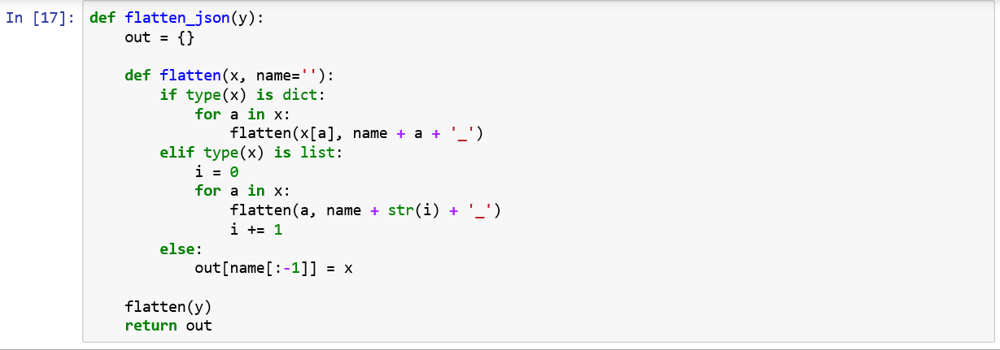 In [17]: def flatten_json(y):
    out = {}

    def flatten(x, name=''):
        if type(x) is dict:
            for a in x:
                flatten(x[a], name + a + '_')
        elif type(x) is list:
            i = 0
            for a in x:
                flatten(a, name + str(i) + '_')
                i += 1
        else:
            out[name[:-1]] = x

    flatten(y)
    return out